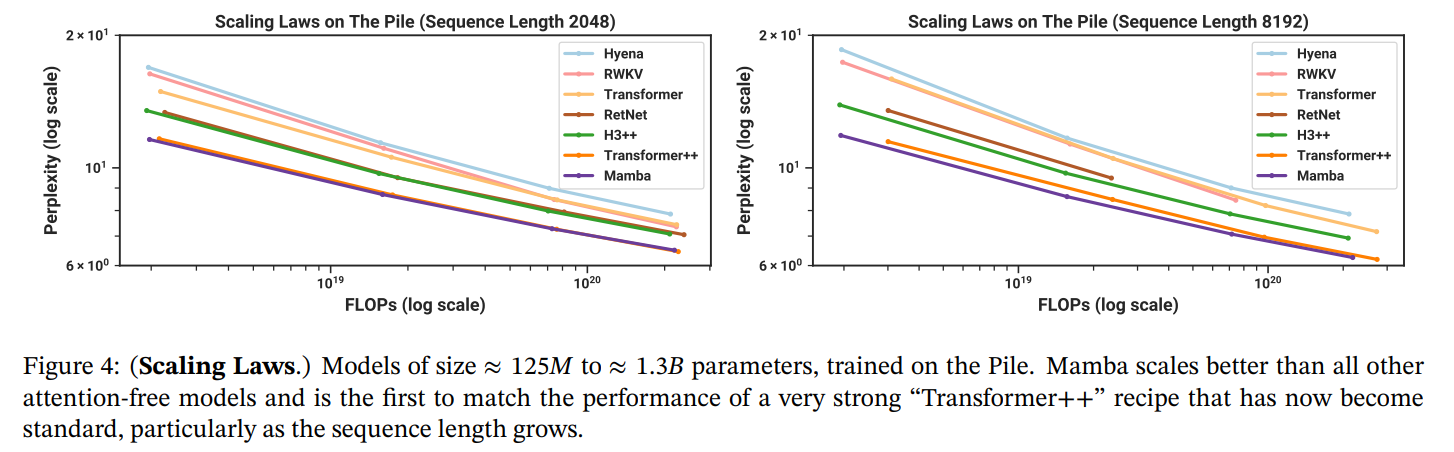 Scaling Laws on The Pile (Sequence Length 2048)
2 × 10¹
10¹
6 × 10⁰
Perplexity (log scale)
Hyena
RWKV
Transformer
RetNet
H3++
Transformer++
Mamba
10¹⁹
10²⁰
FLOPs (log scale)
Scaling Laws on The Pile (Sequence Length 8192)
2 × 10¹
10¹
6 × 10⁰
Perplexity (log scale)
Hyena
RWKV
Transformer
RetNet
H3++
Transformer++
Mamba
10¹⁹
10²⁰
FLOPs (log scale)
Figure 4: (Scaling Laws.) Models of size ≈ 125M to ≈ 1.3B parameters, trained on the Pile. Mamba scales better than all other
attention-free models and is the first to match the performance of a very strong “Transformer++” recipe that has now become
standard, particularly as the sequence length grows.